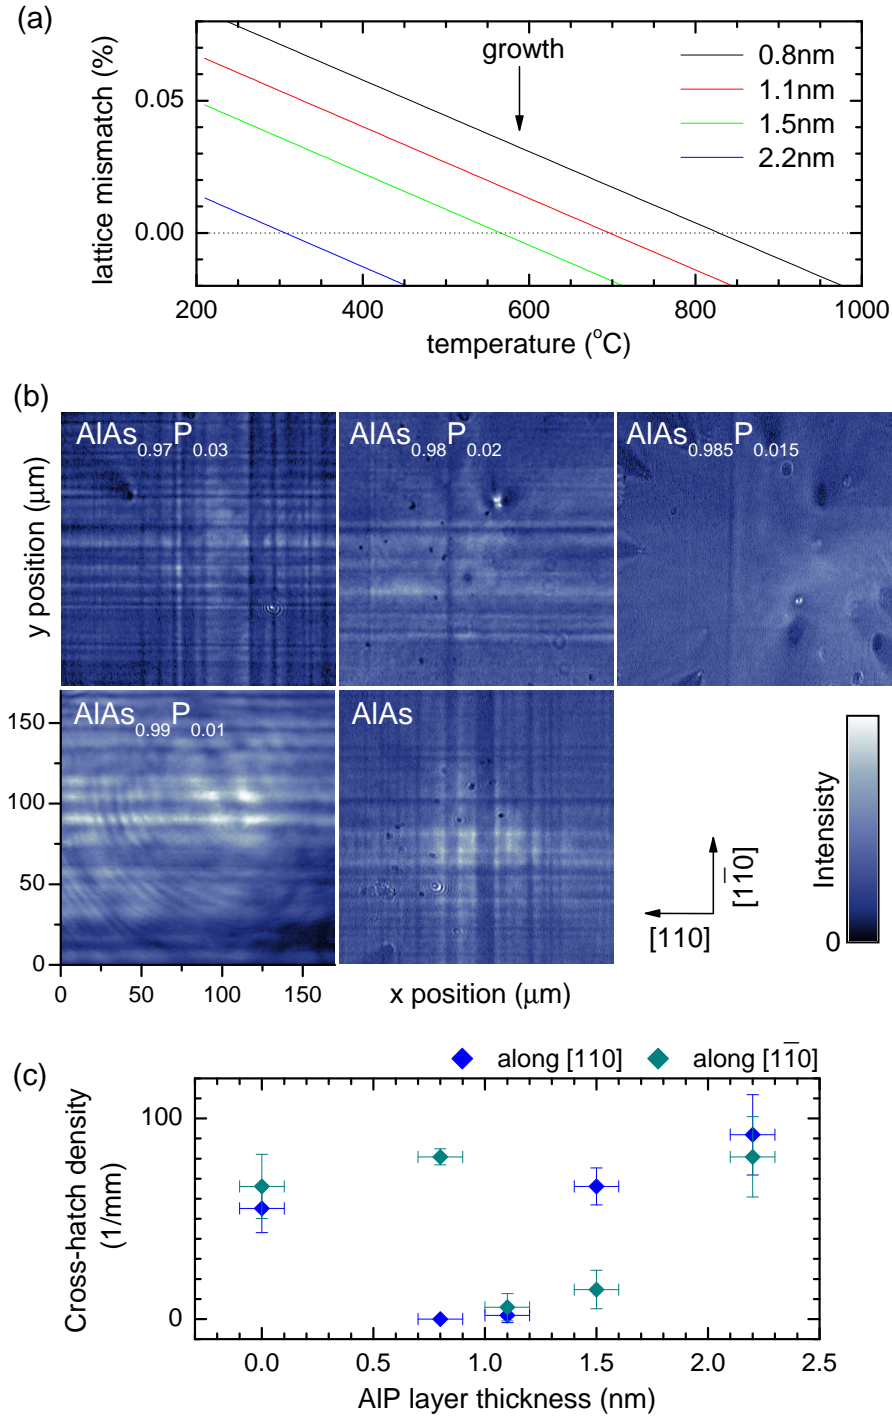 (a)
growth
0.8nm
1.1nm
1.5nm
2.2nm
lattice mismatch (%)
0.05
0.00
200 400 600 800 1000
temperature (°C)
(b)
AlAs0.97P0.03
AlAs0.98P0.02
AlAs0.985P0.015
y position (μm)
AlAs0.99P0.01
AlAs
150
100
50
0
0 50 100 150
x position (μm)
[110]
[11̅0]
Intensisty
0
(c)
along [110]
along [11̅0]
Cross-hatch density
(1/mm)
100
0
0.0 0.5 1.0 1.5 2.0 2.5
AlP layer thickness (nm)